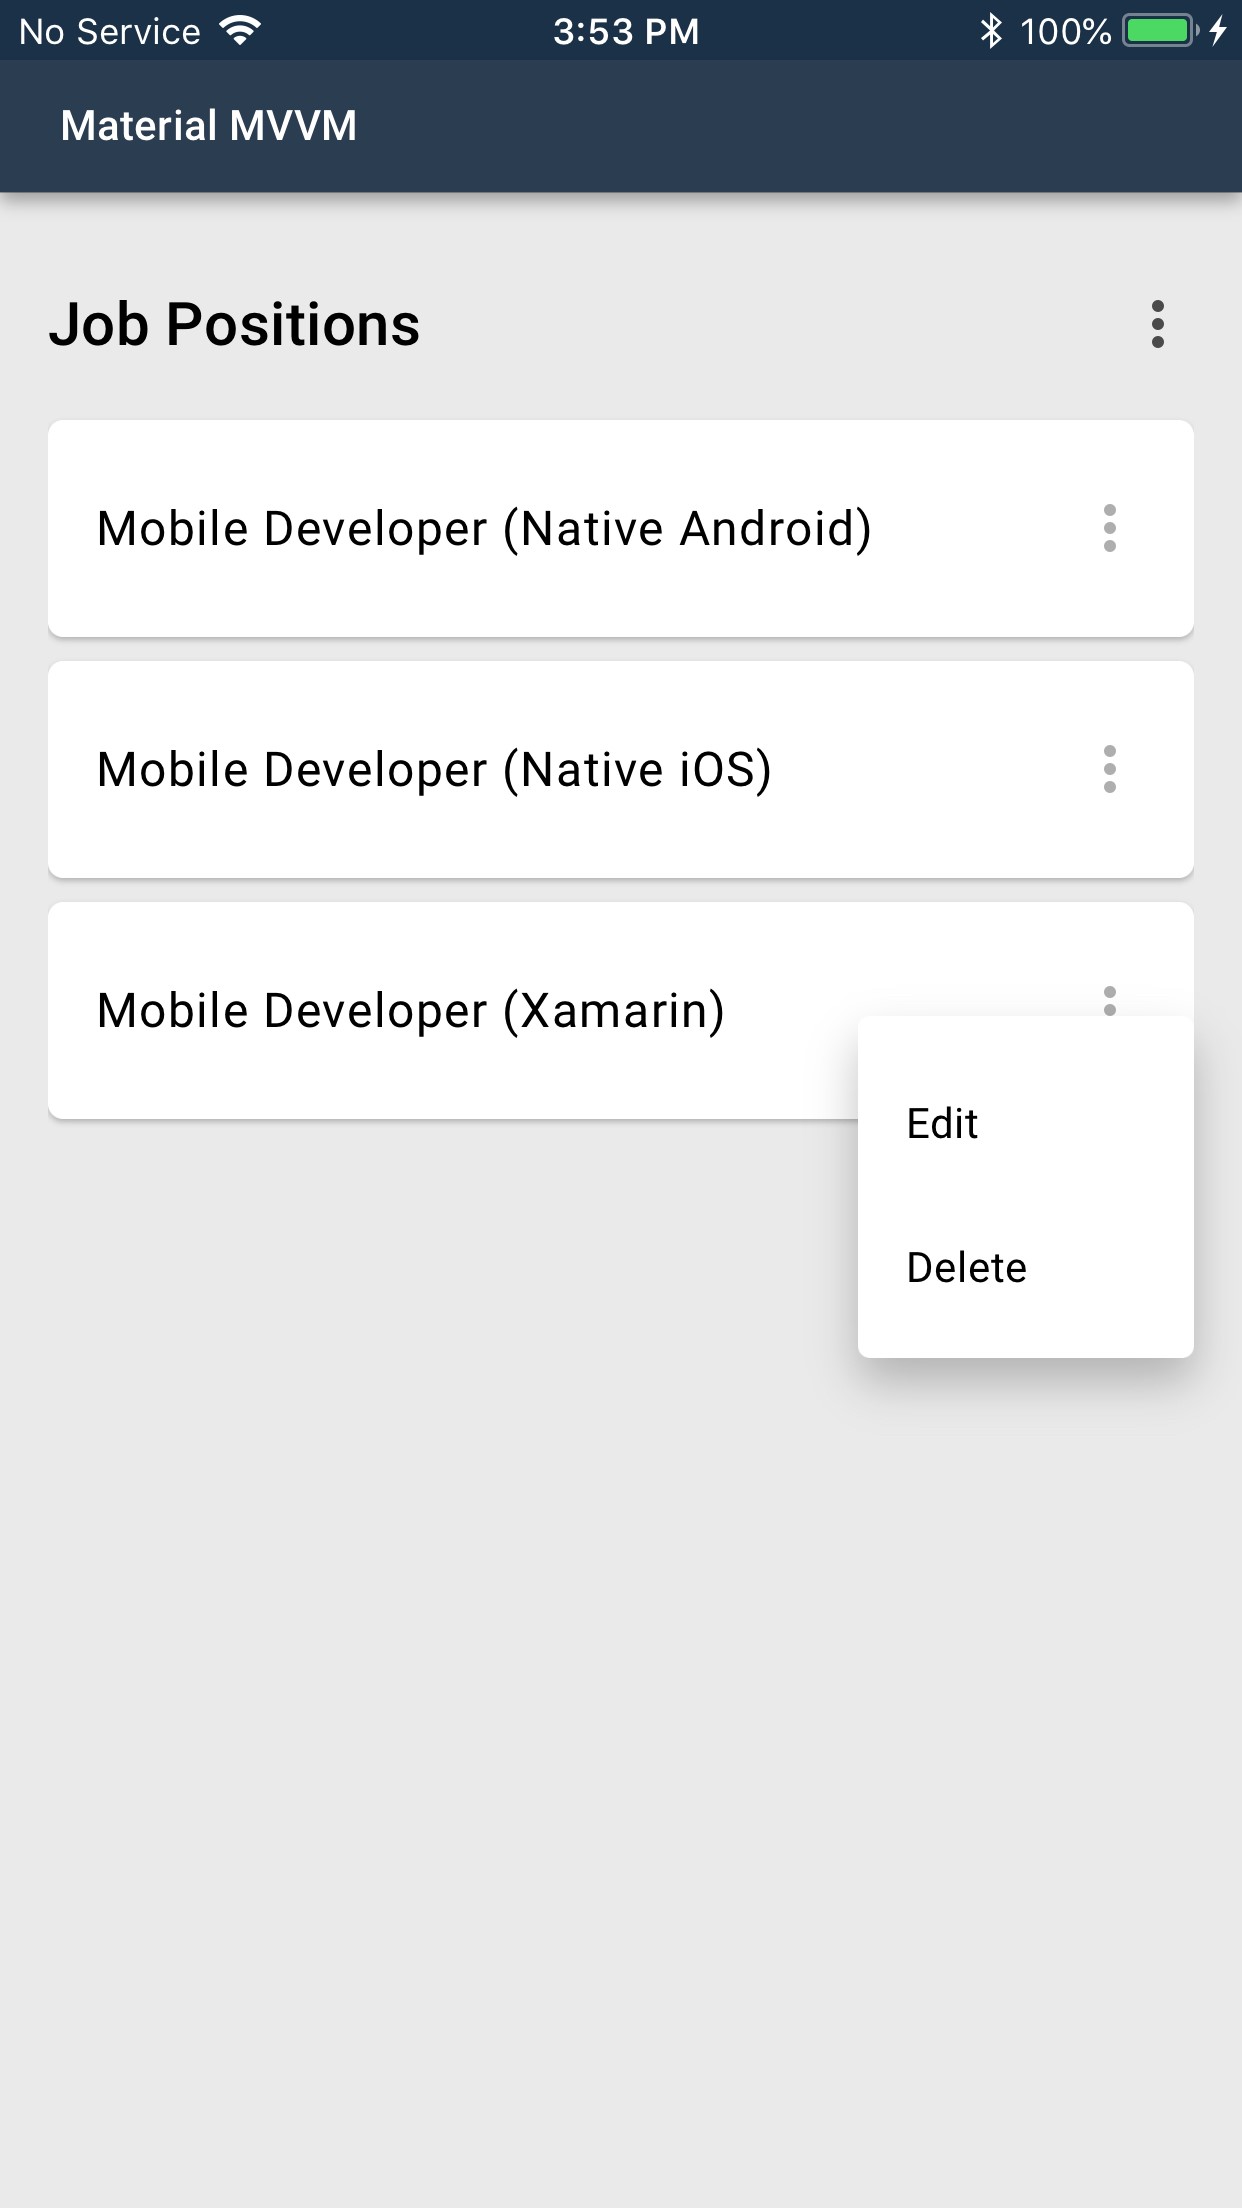 No Service 3:53 PM 100%
Material MVVM
Job Positions
Mobile Developer (Native Android)
Mobile Developer (Native iOS)
Mobile Developer (Xamarin)
Edit
Delete